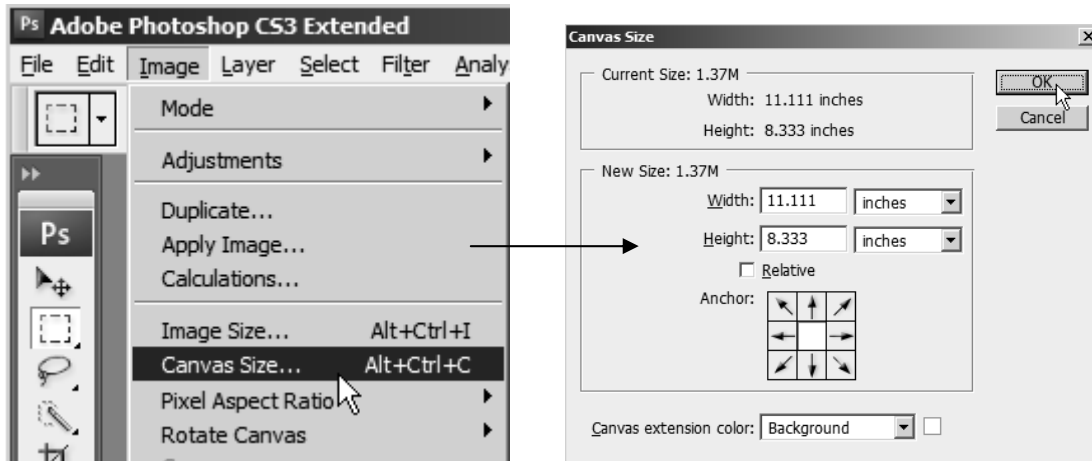 Ps Adobe Photoshop CS3 Extended
File Edit Image Layer Select Filter Analy
Mode
Adjustments
Duplicate...
Apply Image...
Calculations...
Ps
Image Size... Alt+Ctrl+I
Canvas Size... Alt+Ctrl+C
Pixel Aspect Ratio
Rotate Canvas
Canvas Size
Current Size: 1.37M
Width: 11.111 inches
Height: 8.333 inches
OK
Cancel
New Size: 1.37M
Width: 11.111 inches
Height: 8.333 inches
Relative
Anchor:
Canvas extension color: Background